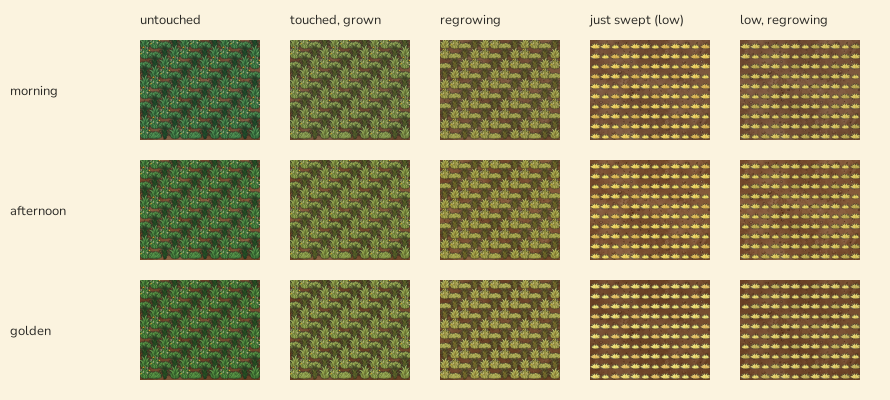 untouched
touched, grown
regrowing
just swept (low)
low, regrowing
morning
afternoon
golden